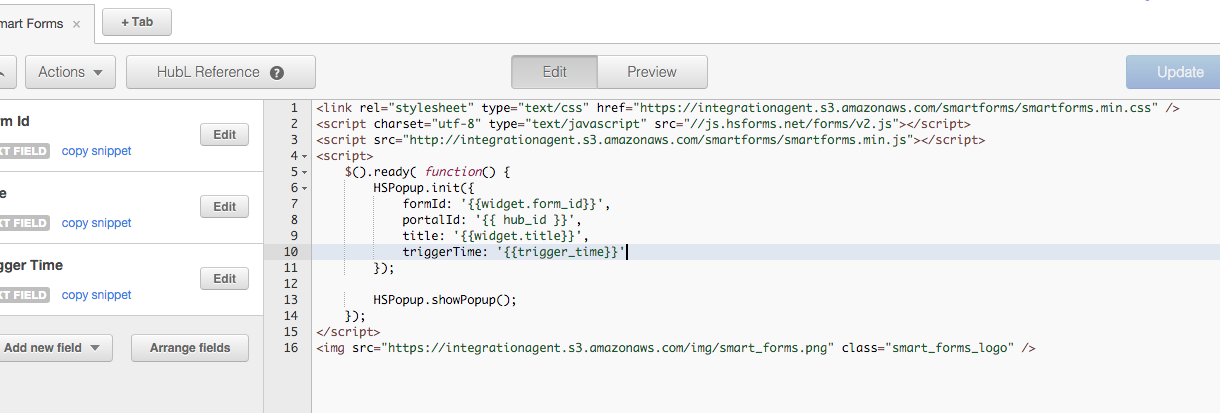 mart Forms ×
+ Tab
Actions
HubL Reference ?
Edit
Preview
Update
rm Id
Edit
XT FIELD
copy snippet
e
Edit
XT FIELD
copy snippet
gger Time
Edit
XT FIELD
copy snippet
Add new field
Arrange fields
1 <link rel="stylesheet" type="text/css" href="https://integrationagent.s3.amazonaws.com/smartforms/smartforms.min.css" />
2 <script charset="utf-8" type="text/javascript" src="//js.hsforms.net/forms/v2.js"></script>
3 <script src="http://integrationagent.s3.amazonaws.com/smartforms/smartforms.min.js"></script>
4 <script>
5 $().ready( function() {
6 HSPopup.init({
7 formId: '{{widget.form_id}}',
8 portalId: '{{ hub_id }}',
9 title: '{{widget.title}}',
10 triggerTime: '{{trigger_time}}'
11 });
12
13 HSPopup.showPopup();
14 });
15 </script>
16 <img src="https://integrationagent.s3.amazonaws.com/img/smart_forms.png" class="smart_forms_logo" />